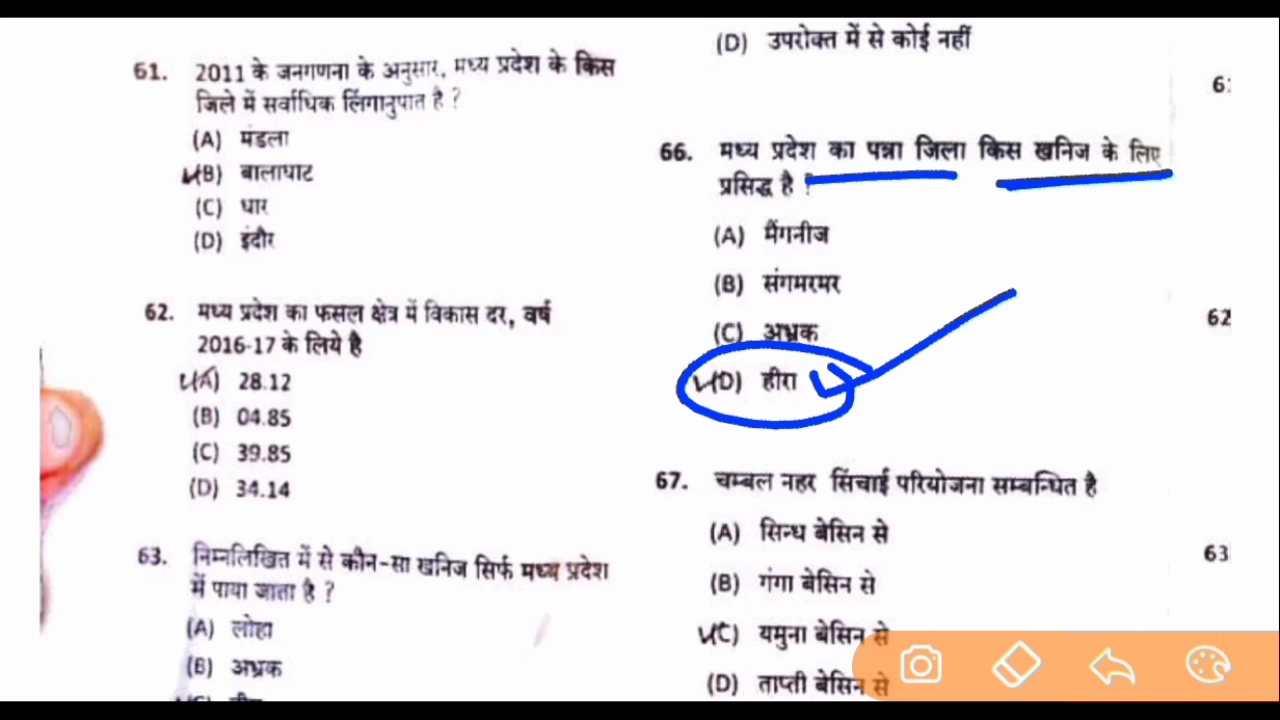 61. 2011 के जनगणना के अनुसार, मध्य प्रदेश के किस
जिले में सर्वाधिक लिंगानुपात है ?
(A) मंडला
(B) बालाघाट
(C) धार
(D) इंदौर
62. मध्य प्रदेश का फसल क्षेत्र में विकास दर, वर्ष
2016-17 के लिये है
(A) 28.12
(B) 04.85
(C) 39.85
(D) 34.14
63. निम्नलिखित में से कौन-सा खनिज सिर्फ मध्य प्रदेश
में पाया जाता है ?
(A) लोहा
(B) अभ्रक
(D) उपरोक्त में से कोई नहीं
66. मध्य प्रदेश का पन्ना जिला किस खनिज के लिए
प्रसिद्ध है ?
(A) मैंगनीज
(B) संगमरमर
(C) अभ्रक
(D) हीरा
67. चम्बल नहर सिंचाई परियोजना सम्बन्धित है
(A) सिन्ध बेसिन से
(B) गंगा बेसिन से
(C) यमुना बेसिन से
(D) ताप्ती बेसिन से
62
63